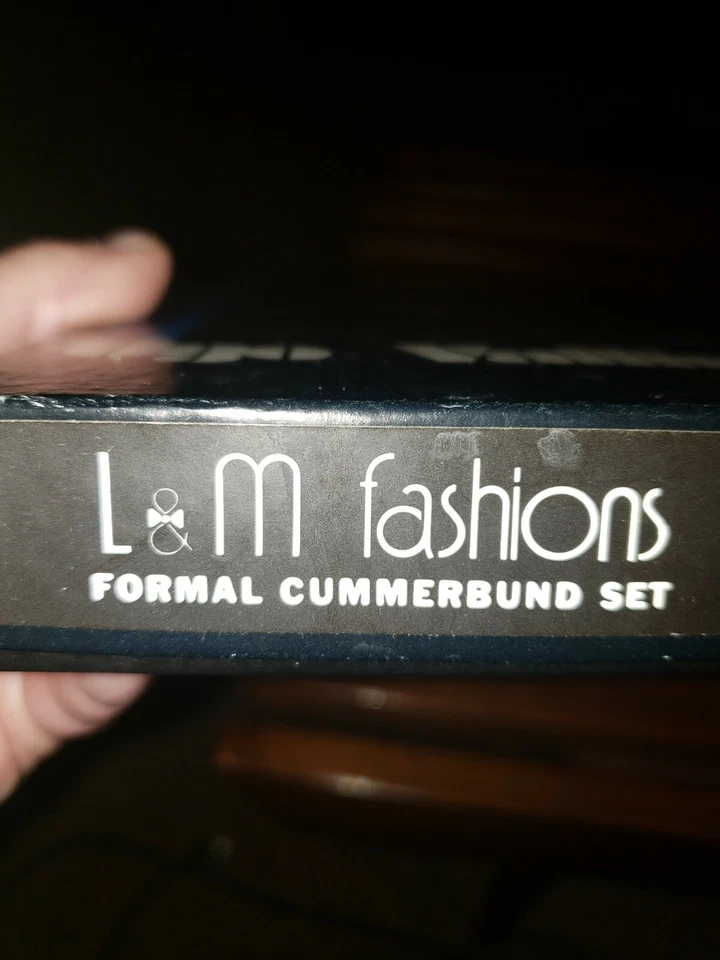 L & M fashions
FORMAL CUMMERBUND SET